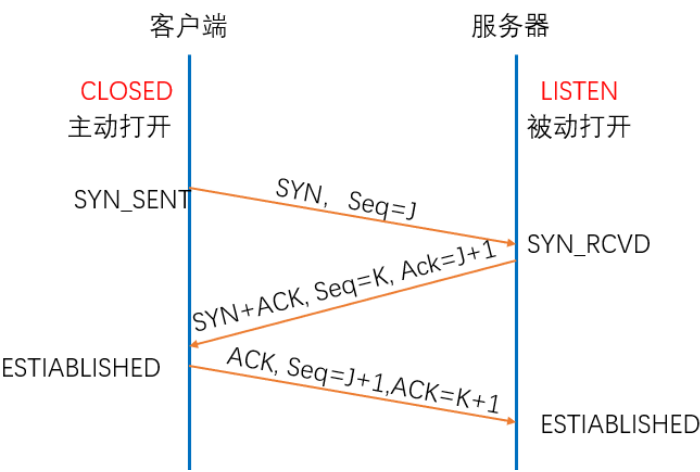 客户端
服务器
CLOSED
LISTEN
主动打开
被动打开
SYN_SENT
SYN, Seq=J
SYN_RCVD
SYN+ACK, Seq=K, Ack=J+1
ESTIABLISHED
ACK, Seq=J+1,ACK=K+1
ESTIABLISHED